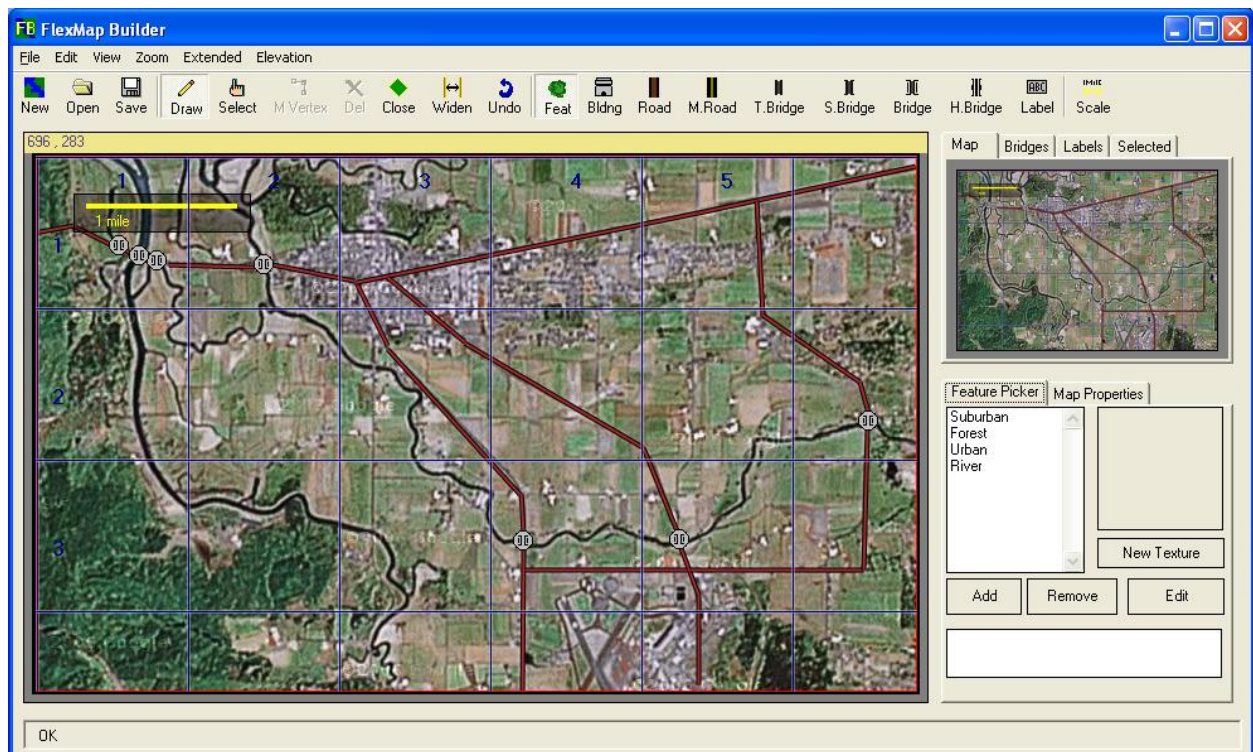 FB FlexMap Builder
File Edit View Zoom Extended Elevation
New Open Save Draw Select M Vertex Del Close Widen Undo Feat Bldng Road M.Road T.Bridge S.Bridge Bridge H.Bridge Label Scale
ABC
696 , 283
1 2 3 4 5
1 mile
1
2
3
Map Bridges Labels Selected
Feature Picker Map Properties
Suburban
Forest
Urban
River
New Texture
Add Remove Edit
OK